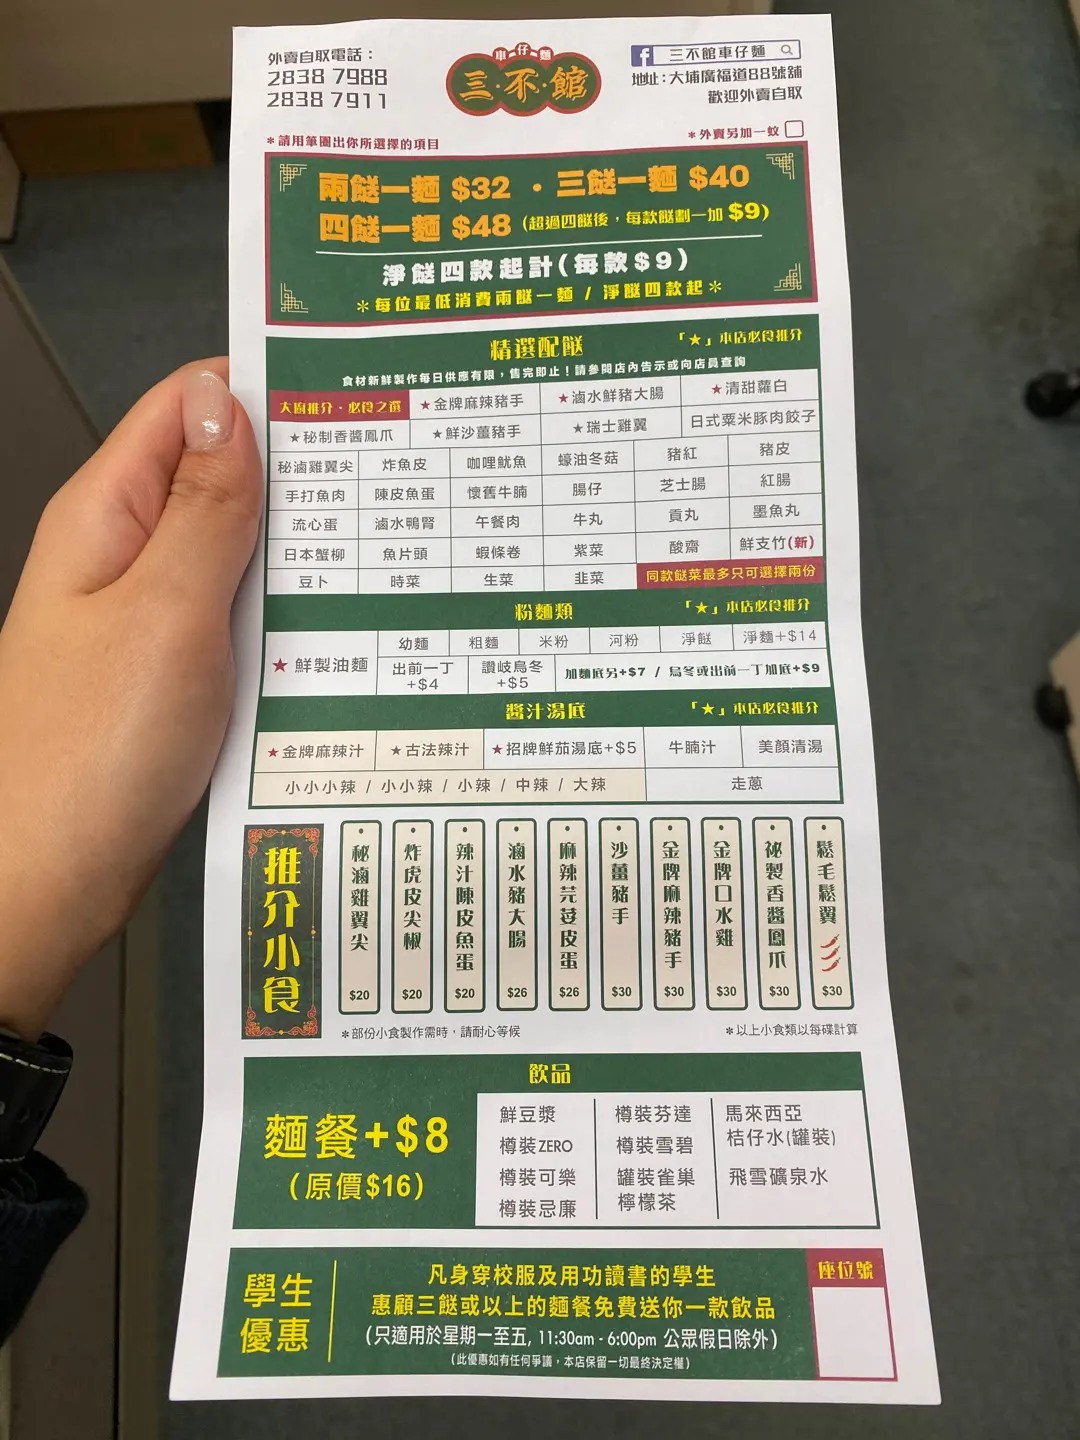 外賣自取電話：
2838 7988
2838 7911
車仔麵
三·不·館
f 三不館車仔麵
地址：大埔廣福道88號舖
歡迎外賣自取
＊請用筆圈出你所選擇的項目
＊外賣另加一蚊
兩餸一麵 $32 · 三餸一麵 $40
四餸一麵 $48 (超過四餸後，每款餸劃一加 $9)
淨餸四款起計(每款$9)
＊每位最低消費兩餸一麵 / 淨餸四款起＊
精選配餸
「★」本店必食推介
食材新鮮製作每日供應有限，售完即止！請參閱店內告示或向店員查詢
大廚推介·必食之選 ★金牌麻辣豬手 ★滷水鮮豬大腸 ★清甜蘿白
★秘制香醬鳳爪 ★鮮沙薑豬手 ★瑞士雞翼 日式粟米豚肉餃子
秘滷雞翼尖 炸魚皮 咖哩魷魚 蠔油冬菇 豬紅 豬皮
手打魚肉 陳皮魚蛋 懷舊牛腩 腸仔 芝士腸 紅腸
流心蛋 滷水鴨腎 午餐肉 牛丸 貢丸 墨魚丸
日本蟹柳 魚片頭 蝦條卷 紫菜 酸齋 鮮支竹(新)
豆卜 時菜 生菜 韭菜 同款餸菜最多只可選擇兩份
粉麵類
「★」本店必食推介
★ 鮮製油麵
幼麵 粗麵 米粉 河粉 淨餸 淨麵+$14
出前一丁+$4 讚岐烏冬+$5 加麵底另+$7 / 烏冬或出前一丁加底+$9
醬汁湯底
「★」本店必食推介
★金牌麻辣汁 ★古法辣汁 ★招牌鮮茄湯底+$5 牛腩汁 美顏清湯
小小小辣 / 小小辣 / 小辣 / 中辣 / 大辣 走蔥
推介小食
秘滷雞翼尖 $20
炸虎皮尖椒 $20
辣汁陳皮魚蛋 $20
滷水豬大腸 $26
麻辣芫荽皮蛋 $26
沙薑豬手 $30
金牌麻辣豬手 $30
金牌口水雞 $30
祕製香醬鳳爪 $30
鬆毛鬆翼 $30
＊部份小食製作需時，請耐心等候
＊以上小食類以每碟計算
飲品
麵餐+$8
(原價$16)
鮮豆漿
樽裝ZERO
樽裝可樂
樽裝忌廉
樽裝芬達
樽裝雪碧
罐裝雀巢
檸檬茶
馬來西亞
桔仔水(罐裝)
飛雪礦泉水
學生
優惠
凡身穿校服及用功讀書的學生
惠顧三餸或以上的麵餐免費送你一款飲品
(只適用於星期一至五, 11:30am - 6:00pm 公眾假日除外)
(此優惠如有任何爭議，本店保留一切最終決定權)
座位號